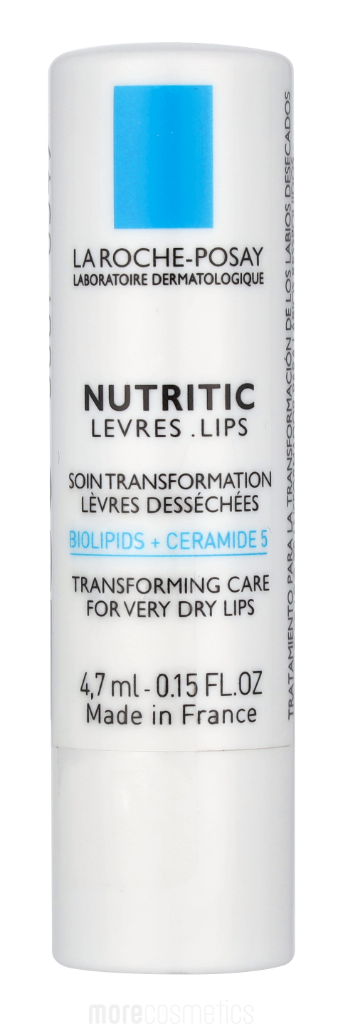 LA ROCHE-POSAY
LABORATOIRE DERMATOLOGIQUE
NUTRITIC
LEVRES . LIPS
SOIN TRANSFORMATION
LÈVRES DESSÉCHÉES
BIOLIPIDS + CERAMIDE 5
TRANSFORMING CARE
FOR VERY DRY LIPS
4,7 ml - 0.15 FL.OZ
Made in France
TRATAMIENTO PARA LA TRANSFORMACIÓN DE LOS LABIOS DESECADOS
morecosmetics